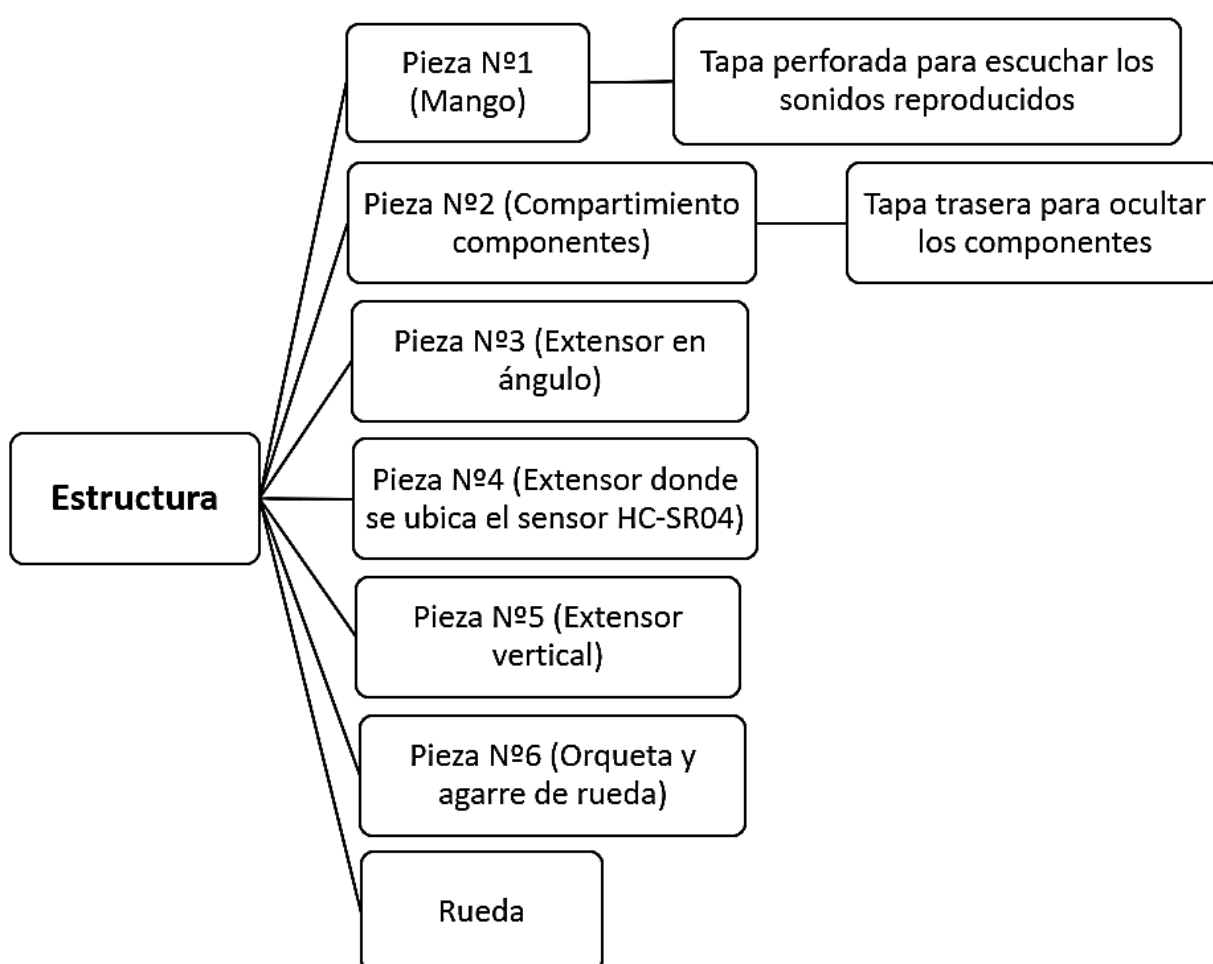 Pieza Nº1
(Mango)
Tapa perforada para escuchar los
sonidos reproducidos
Pieza Nº2 (Compartimiento
componentes)
Tapa trasera para ocultar
los componentes
Pieza Nº3 (Extensor en
ángulo)
Estructura
Pieza Nº4 (Extensor donde
se ubica el sensor HC-SR04)
Pieza Nº5 (Extensor
vertical)
Pieza Nº6 (Orqueta y
agarre de rueda)
Rueda